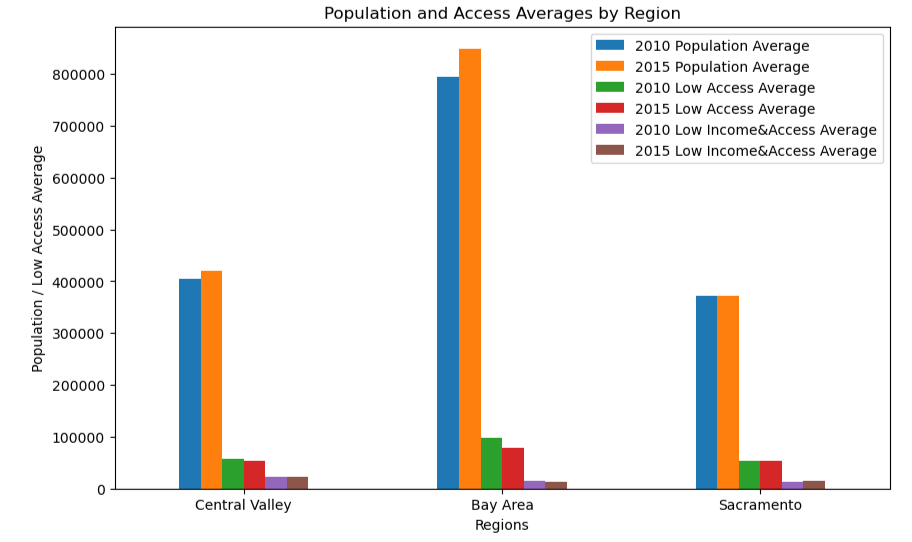 Population and Access Averages by Region
2010 Population Average
2015 Population Average
2010 Low Access Average
2015 Low Access Average
2010 Low Income&Access Average
2015 Low Income&Access Average
Population / Low Access Average
800000
700000
600000
500000
400000
300000
200000
100000
0
Central Valley
Bay Area
Sacramento
Regions